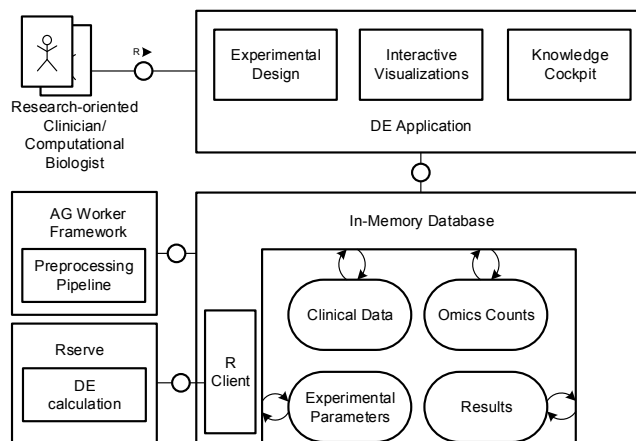 R
Research-oriented
Clinician/
Computational
Biologist
Experimental
Design
Interactive
Visualizations
Knowledge
Cockpit
DE Application
AG Worker
Framework
Preprocessing
Pipeline
In-Memory Database
Clinical Data
Omics Counts
Rserve
DE
calculation
R
Client
Experimental
Parameters
Results